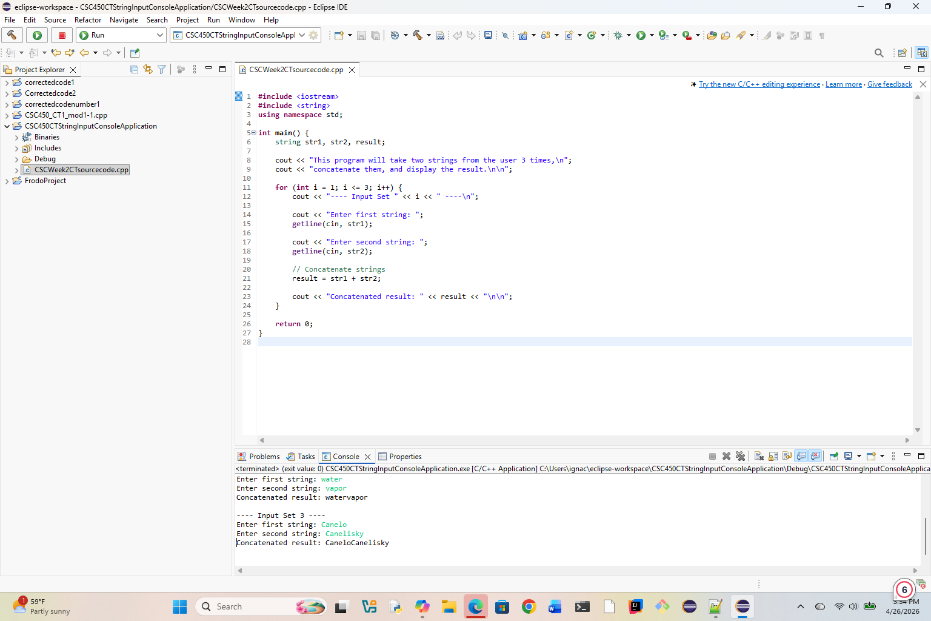 eclipse-workspace - CSC450CTStringInputConsoleApplication/CSCWeek2CTsourcecode.cpp - Eclipse IDE
File Edit Source Refactor Navigate Search Project Run Window Help
Run
CSC450CTStringInputConsoleAppl
Project Explorer
correctedcode1
Correctedcode2
correctedcodenumber1
CSC450_CT1_mod1-1.cpp
CSC450CTStringInputConsoleApplication
Binaries
Includes
Debug
CSCWeek2CTsourcecode.cpp
FrodoProject
CSCWeek2CTsourcecode.cpp
Try the new C/C++ editing experience · Learn more · Give feedback
1 #include <iostream>
2 #include <string>
3 using namespace std;
4
5 int main() {
6 string str1, str2, result;
7
8 cout << "This program will take two strings from the user 3 times,\n";
9 cout << "concatenate them, and display the result.\n\n";
10
11 for (int i = 1; i <= 3; i++) {
12 cout << "---- Input Set " << i << " ----\n";
13
14 cout << "Enter first string: ";
15 getline(cin, str1);
16
17 cout << "Enter second string: ";
18 getline(cin, str2);
19
20 // Concatenate strings
21 result = str1 + str2;
22
23 cout << "Concatenated result: " << result << "\n\n";
24 }
25
26 return 0;
27 }
28
Problems Tasks Console Properties
<terminated> (exit value: 0) CSC450CTStringInputConsoleApplication.exe [C/C++ Application] C:\Users\ignac\eclipse-workspace\CSC450CTStringInputConsoleApplication\Debug\CSC450CTStringInputConsoleApplica
Enter first string: water
Enter second string: vapor
Concatenated result: watervapor
---- Input Set 3 ----
Enter first string: Canelo
Enter second string: Canelisky
Concatenated result: CaneloCanelisky
1
59°F
Partly sunny
Search
6
PM
4/26/2026